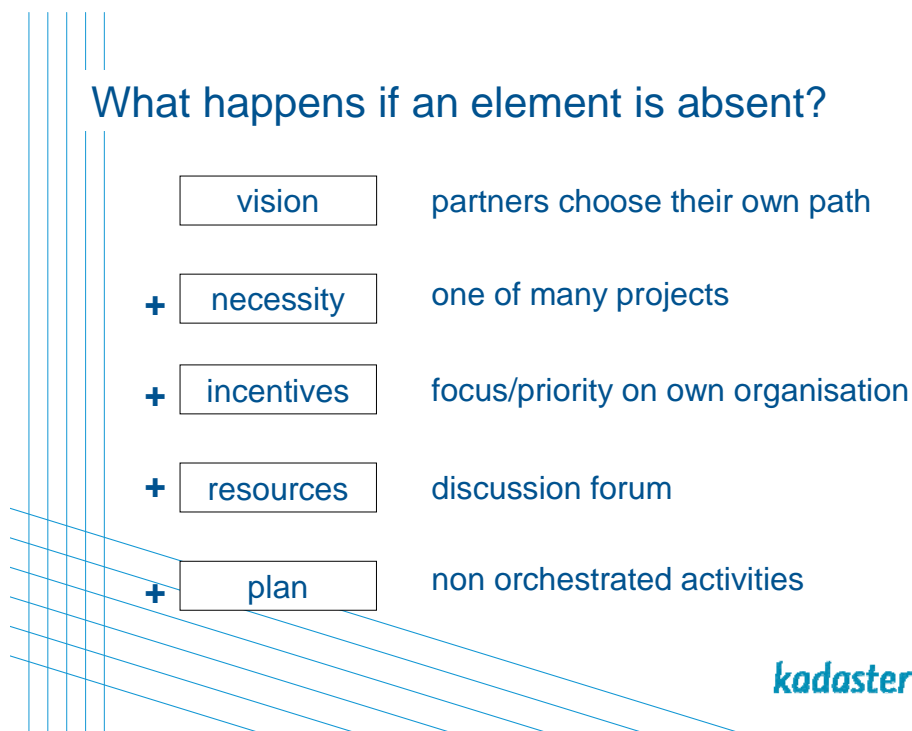 What happens if an element is absent?
vision partners choose their own path
+ necessity one of many projects
+ incentives focus/priority on own organisation
+ resources discussion forum
+ plan non orchestrated activities
kadaster